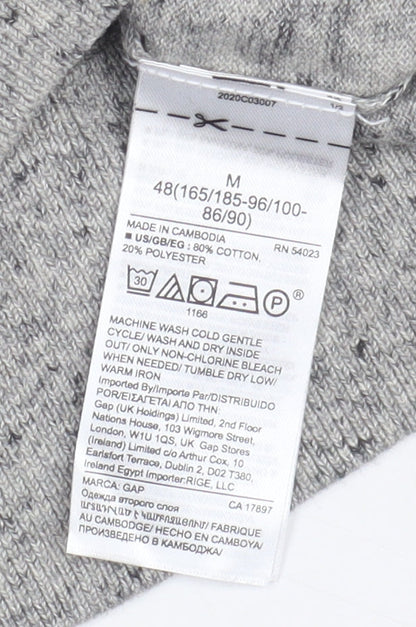 2020C03007
M
48(165/185-96/100-
86/90)
MADE IN CAMBODIA RN 54023
■ US/GB/EG : 80% COTTON,
20% POLYESTER
30 P ®
1166
MACHINE WASH COLD GENTLE
CYCLE/ WASH AND DRY INSIDE
OUT/ ONLY NON-CHLORINE BLEACH
WHEN NEEDED/ TUMBLE DRY LOW/
WARM IRON
Imported By/Importe Par/DISTRIBUIDO
POR/ΕΙΣΑΓΕΤΑΙ ΑΠΟ ΤΗΝ:
Gap (UK Holdings) Limited, 2nd Floor
Nations House, 103 Wigmore Street,
London, W1U 1QS, UK Gap Stores
(Ireland) Limited c/o Arthur Cox, 10
Earlsfort Terrace, Dublin 2, D02 T380,
Ireland Egypt Importer:RIGE, LLC
MARCA: GAP CA 17897
Одежда второго слоя
FABRIQUE
AU CAMBODGE/ HECHO EN CAMBOYA/
ПРОИЗВЕДЕНО В КАМБОДЖА/